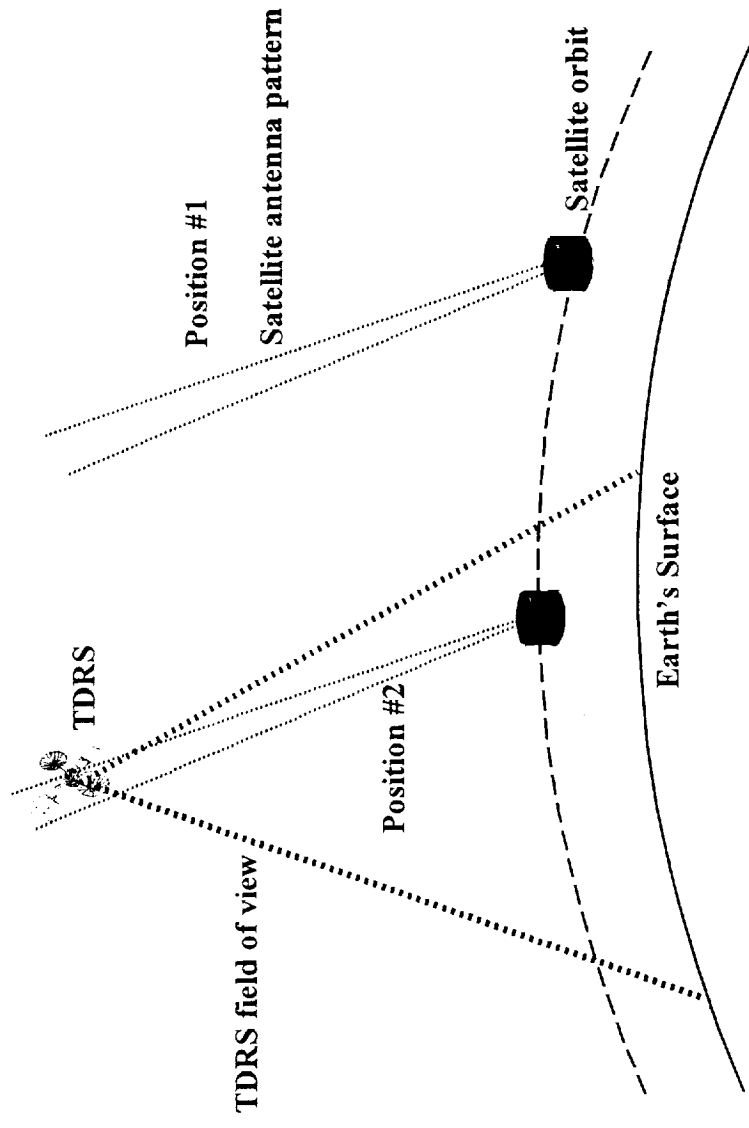 Position #1
Satellite antenna pattern
TDRS
Satellite orbit
Position #2
TDRS field of view
Earth's Surface